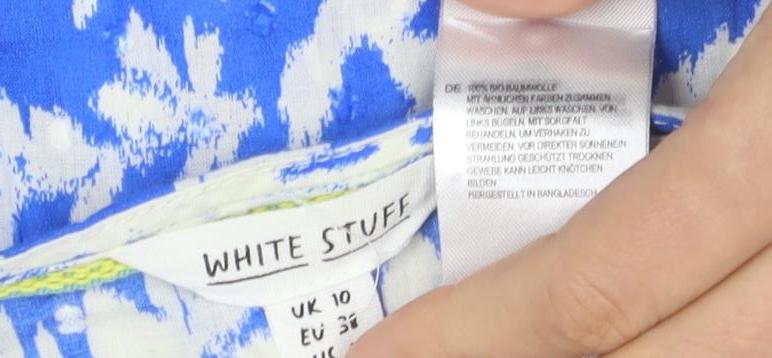 WHITE STUFF
UK 10
EU 38
DE 100% BIO-BAUMWOLLE
MIT ÄHNLICHEN FARBEN ZUSAMMEN
WASCHEN. AUF LINKS WASCHEN. VON
LINKS BÜGELN. MIT SORGFALT
BEHANDELN, UM VERHAKEN ZU
VERMEIDEN. VOR DIREKTER SONNENEIN
STRAHLUNG GESCHÜTZT TROCKNEN.
GEWEBE KANN LEICHT KNÖTCHEN
BILDEN.
HERGESTELLT IN BANGLADESCH